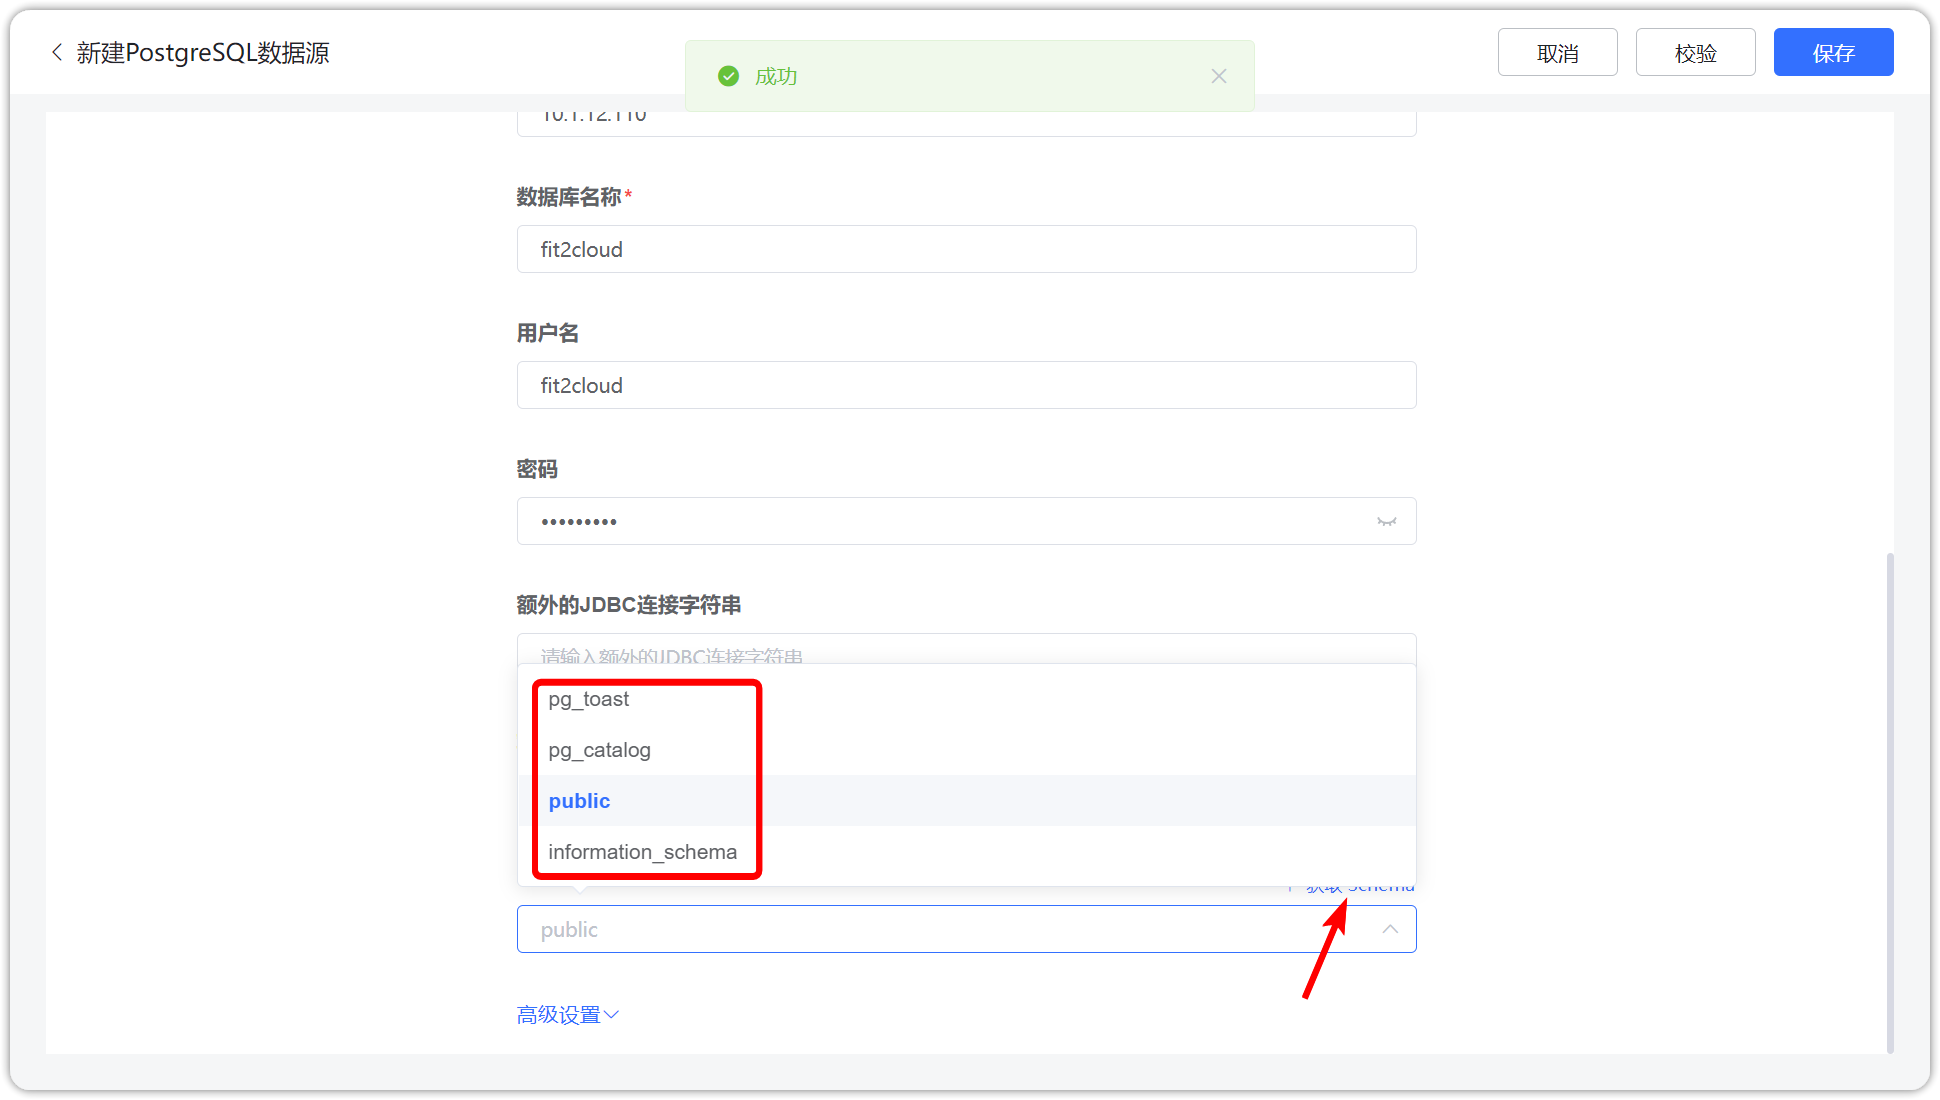 新建PostgreSQL数据源
成功
取消
校验
保存
10.1.12.110
数据库名称*
fit2cloud
用户名
fit2cloud
密码
•••••••••
额外的JDBC连接字符串
请输入额外的JDBC连接字符串
pg_toast
pg_catalog
public
information_schema
获取 Schema
public
高级设置